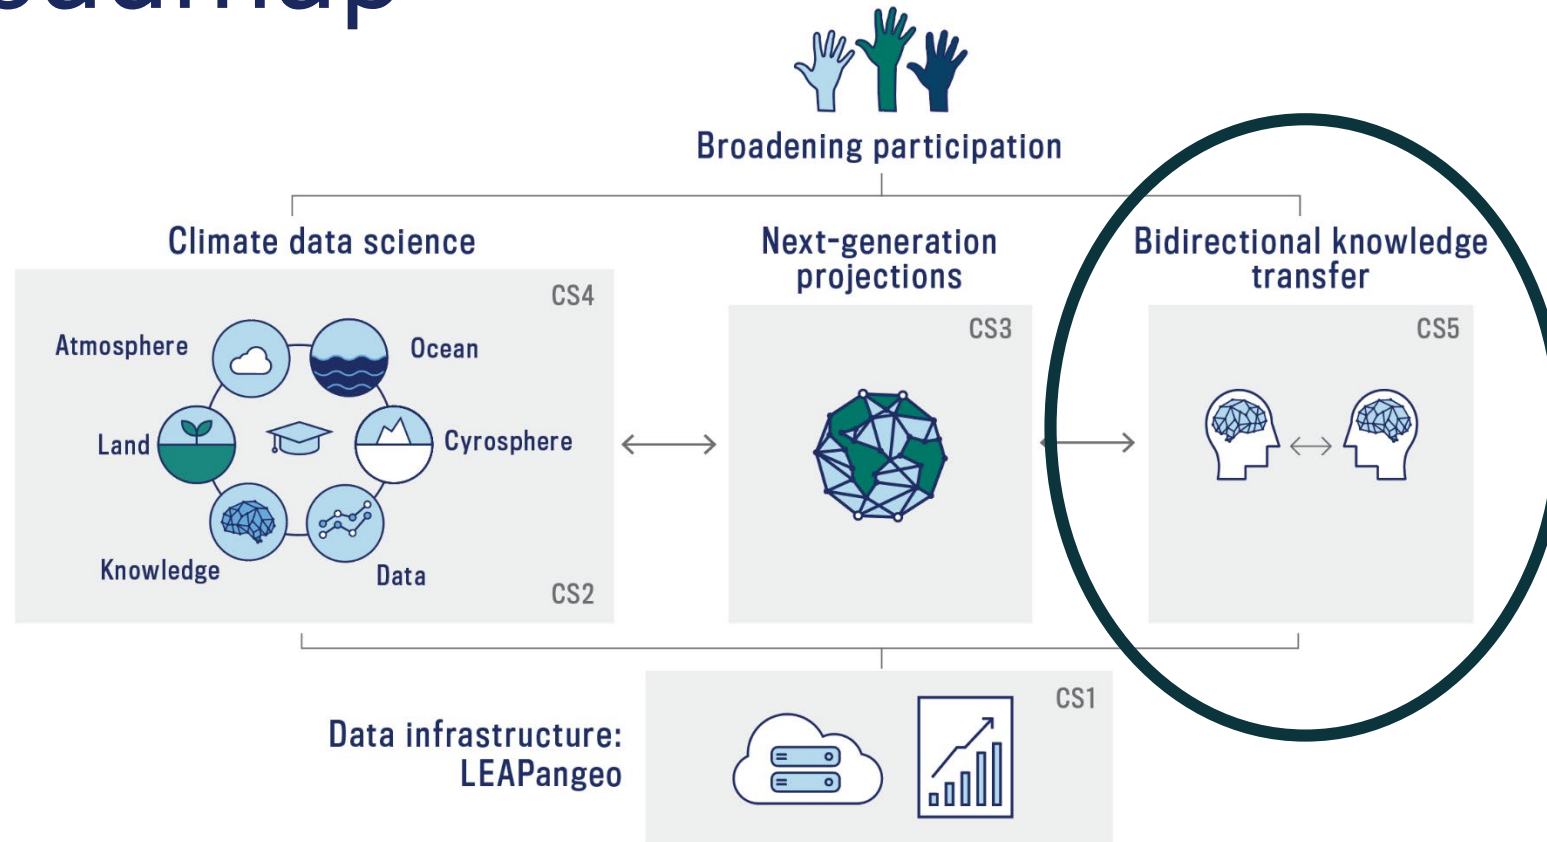 Broadening participation
Climate data science
Next-generation
projections
Bidirectional knowledge
transfer
CS4
CS3
CS5
Atmosphere
Ocean
Land
Cyrosphere
Knowledge
Data
CS2
CS1
Data infrastructure:
LEAPangeo